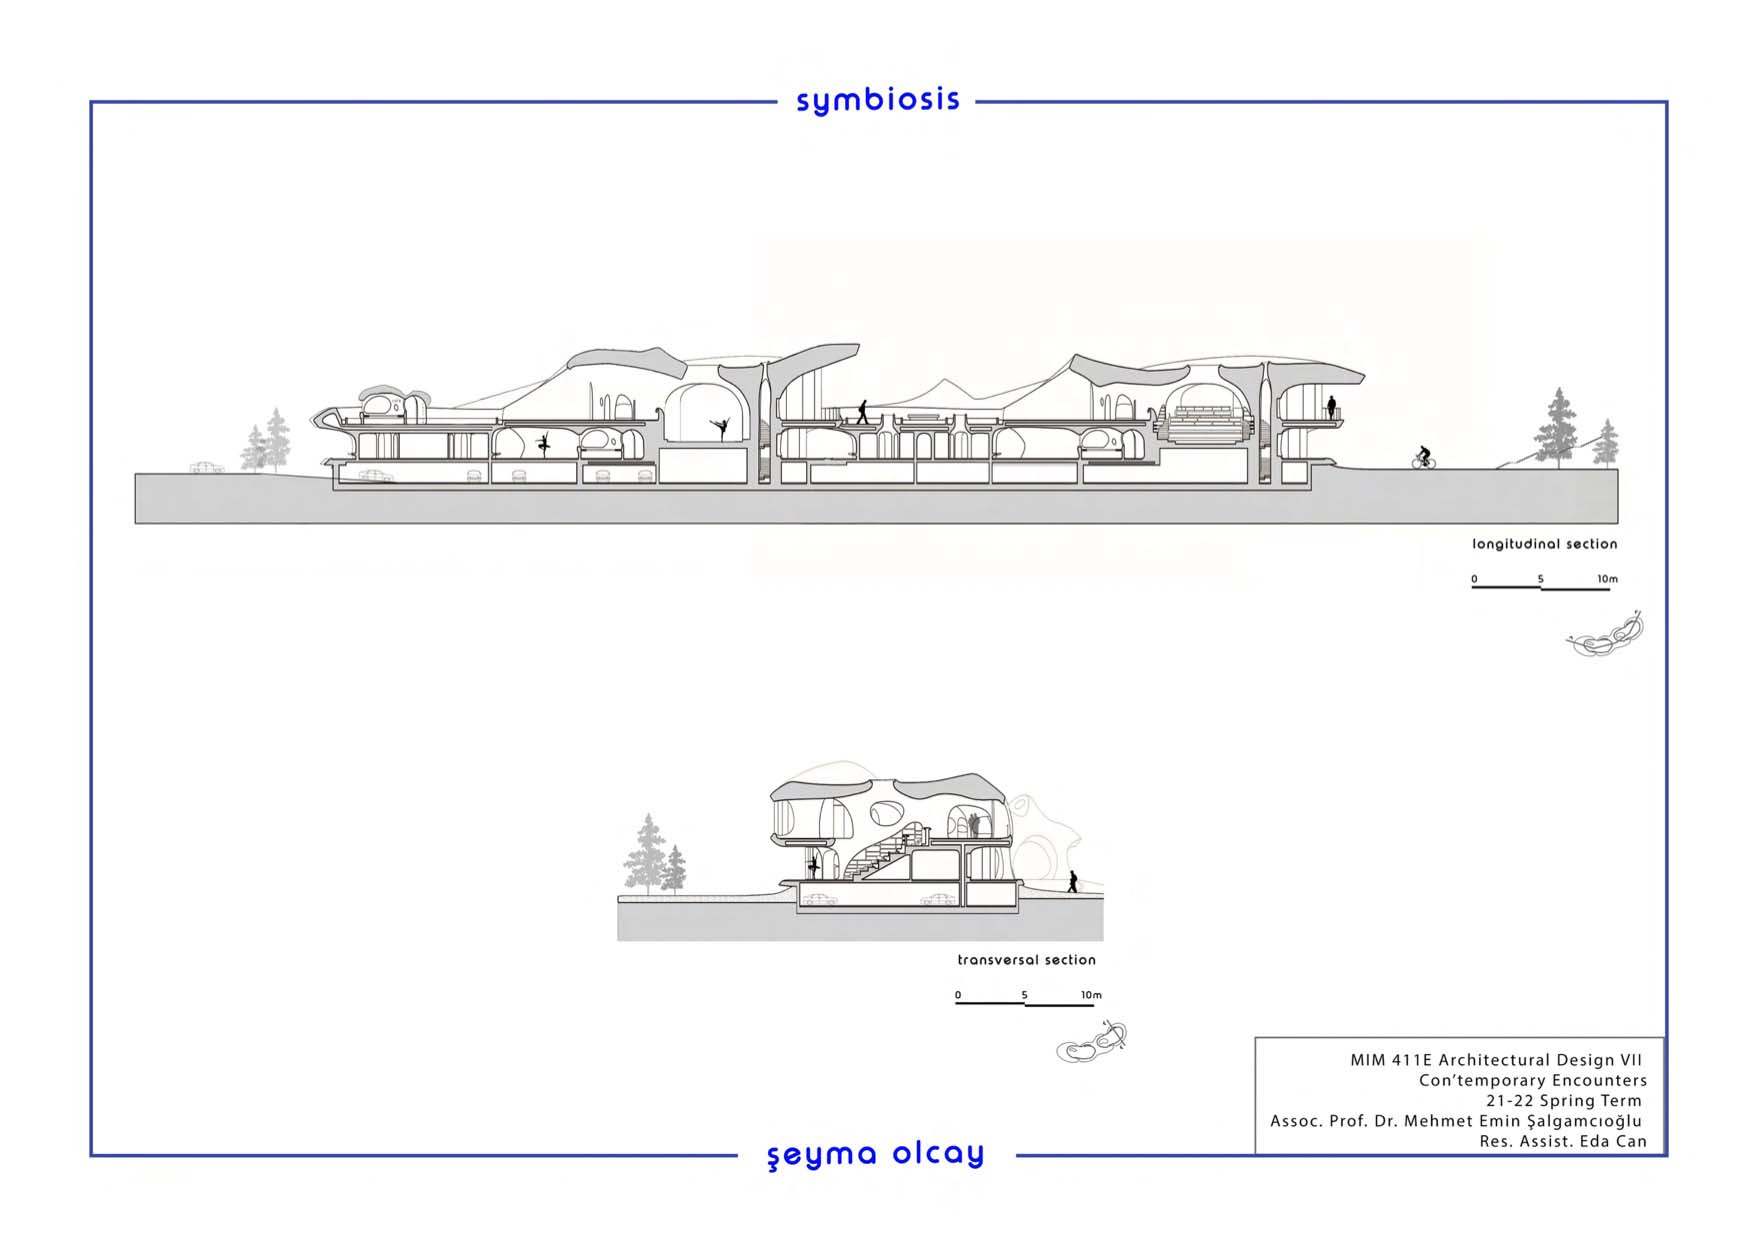 symbiosis
longitudinal section
0 5 10m
transversal section
0 5 10m
MIM 411E Architectural Design VII
Con'temporary Encounters
21-22 Spring Term
Assoc. Prof. Dr. Mehmet Emin Şalgamcıoğlu
Res. Assist. Eda Can
şeyma olcay